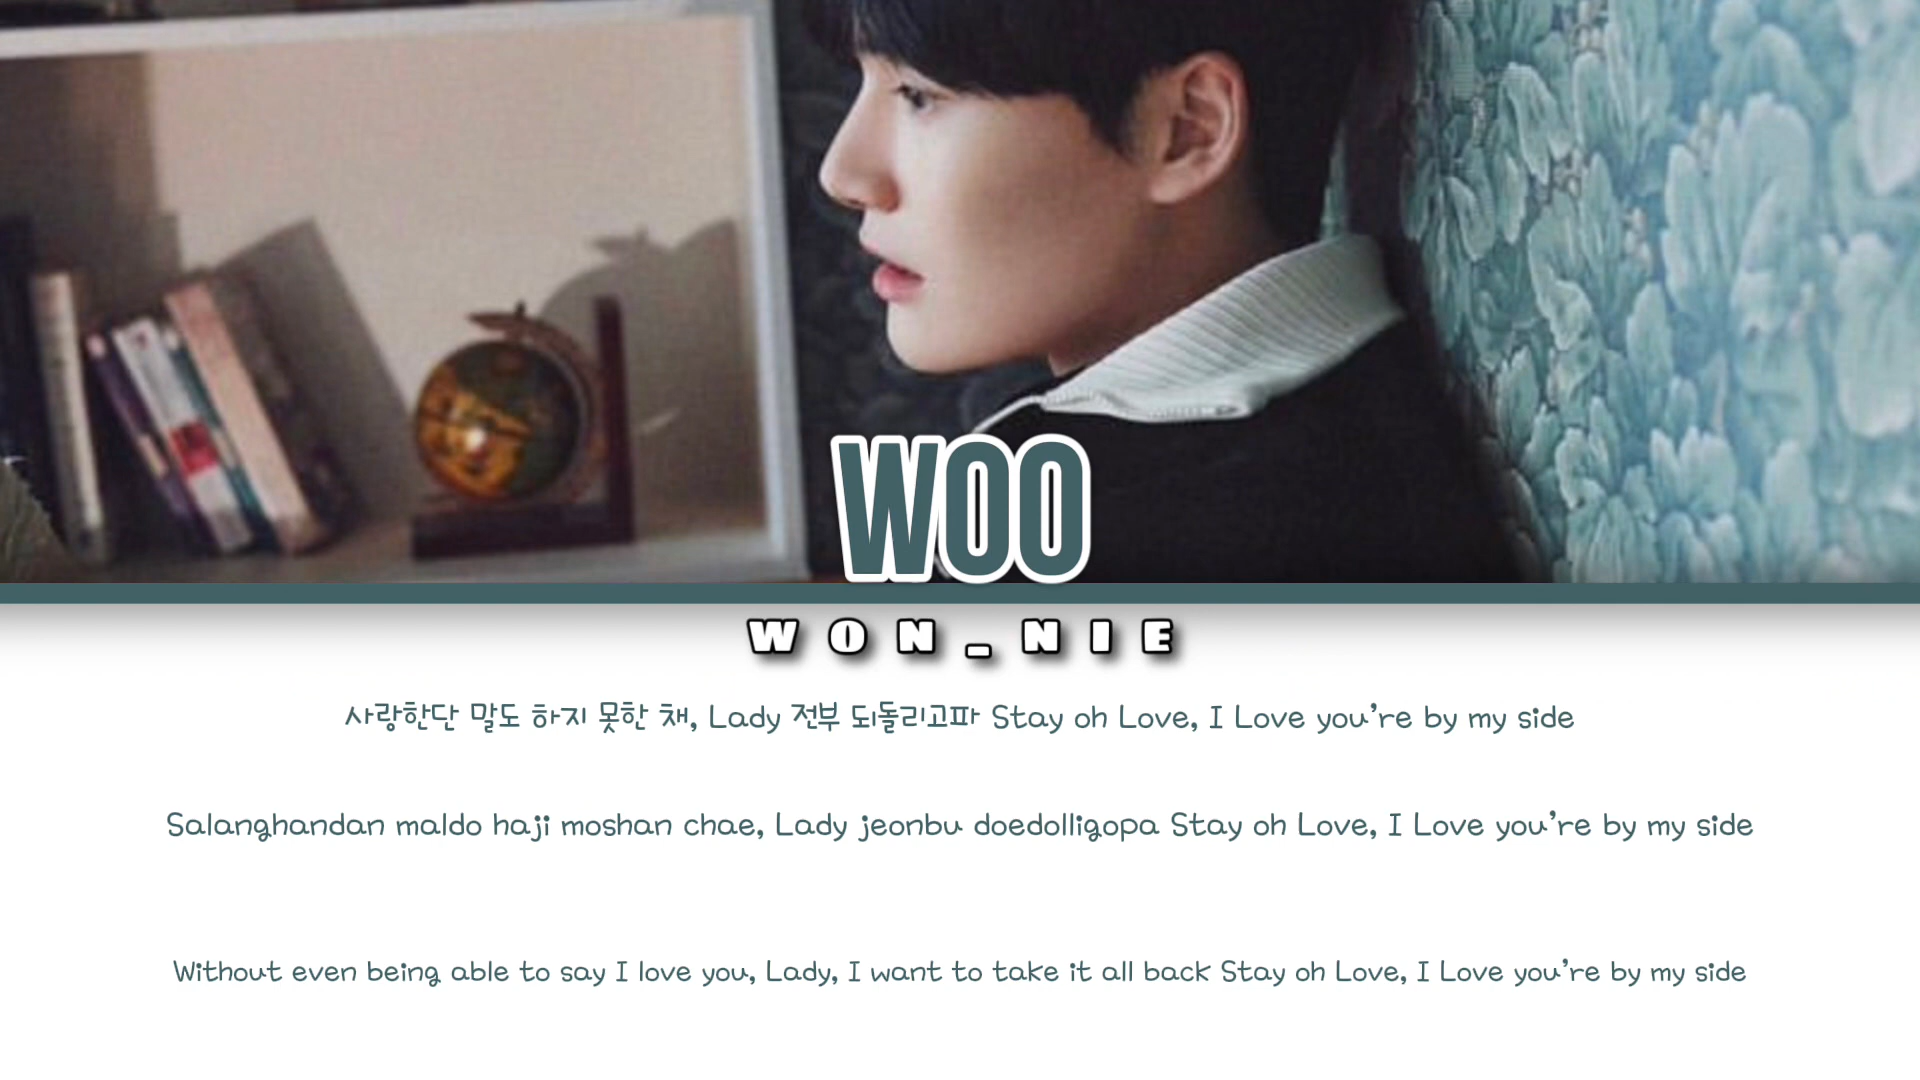 WOO
WON_NIE
사랑한단 말도 하지 못한 채, Lady 전부 되돌리고파 Stay oh Love, I Love you’re by my side
Salanghandan maldo haji moshan chae, Lady jeonbu doedolligopa Stay oh Love, I Love you’re by my side
Without even being able to say I love you, Lady, I want to take it all back Stay oh Love, I Love you’re by my side